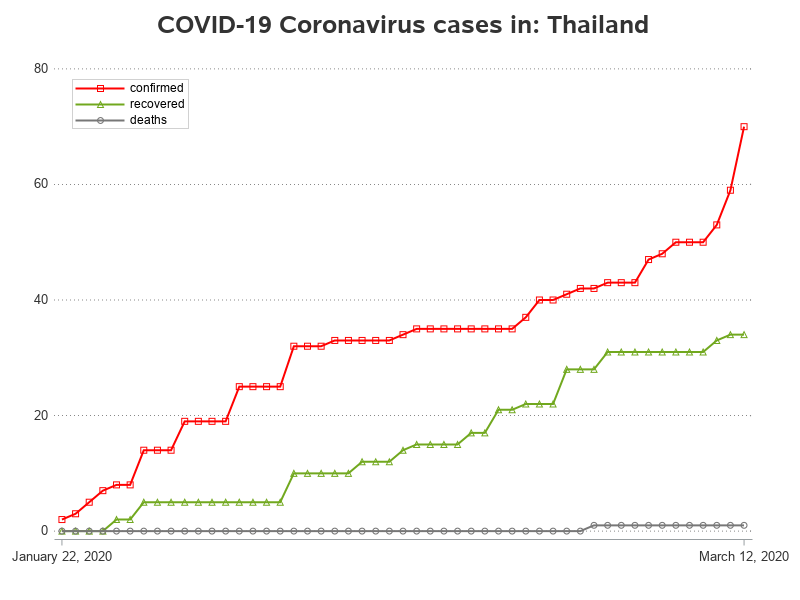 COVID-19 Coronavirus cases in: Thailand
80
confirmed
recovered
deaths
60
40
20
0
January 22, 2020 March 12, 2020